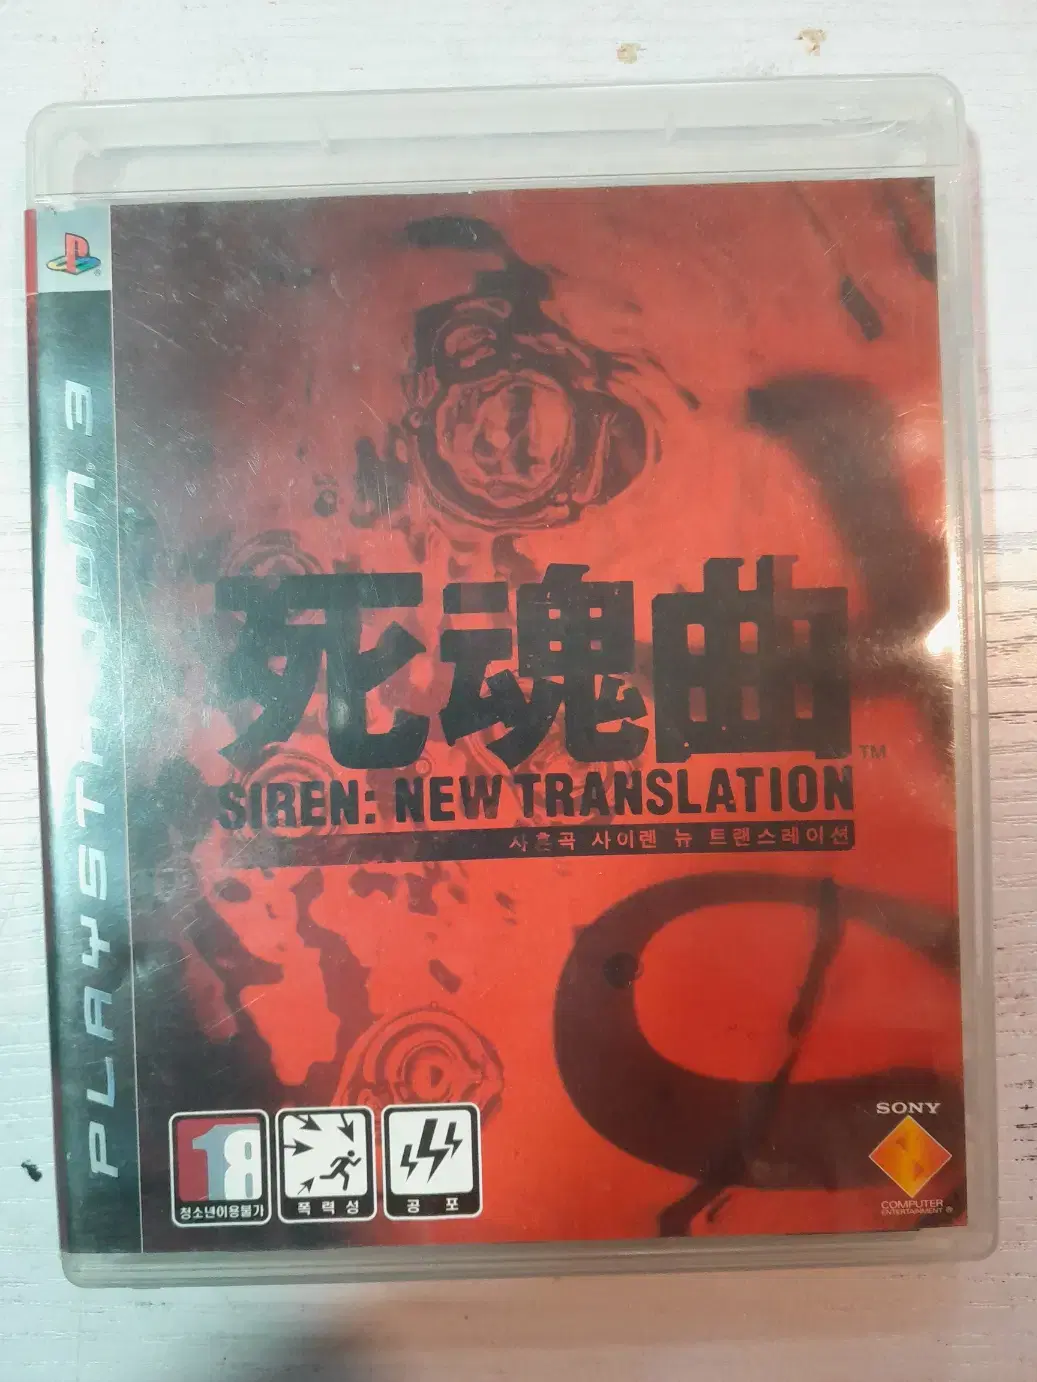 PLAYSTATION 3
死魂曲 TM
SIREN: NEW TRANSLATION
사혼곡 사이렌 뉴 트랜스레이션
18
청소년이용불가
폭력성
공포
SONY
COMPUTER
ENTERTAINMENT ®